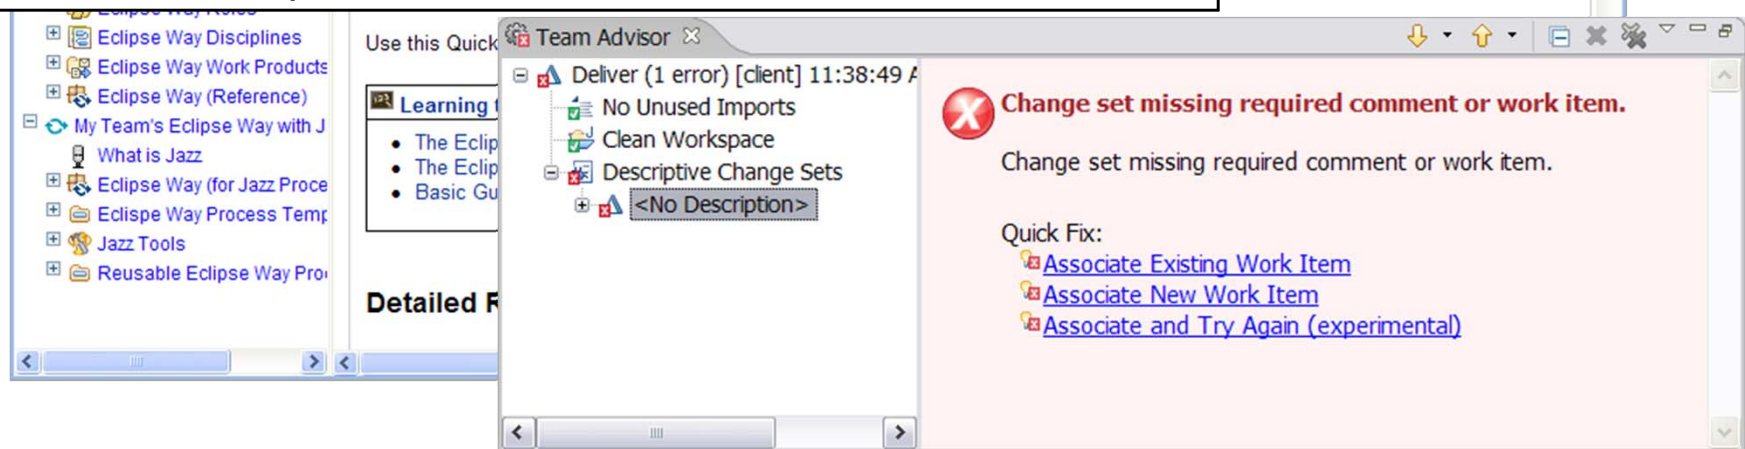 Eclipse Way Roles
Eclipse Way Disciplines
Eclipse Way Work Products
Eclipse Way (Reference)
My Team's Eclipse Way with J
What is Jazz
Eclipse Way (for Jazz Proce
Eclispe Way Process Temp
Jazz Tools
Reusable Eclipse Way Pro
Use this Quick
Learning t
The Eclip
The Eclip
Basic Gu
Detailed R
Team Advisor
Deliver (1 error) [client] 11:38:49 A
No Unused Imports
Clean Workspace
Descriptive Change Sets
<No Description>
Change set missing required comment or work item.
Change set missing required comment or work item.
Quick Fix:
Associate Existing Work Item
Associate New Work Item
Associate and Try Again (experimental)